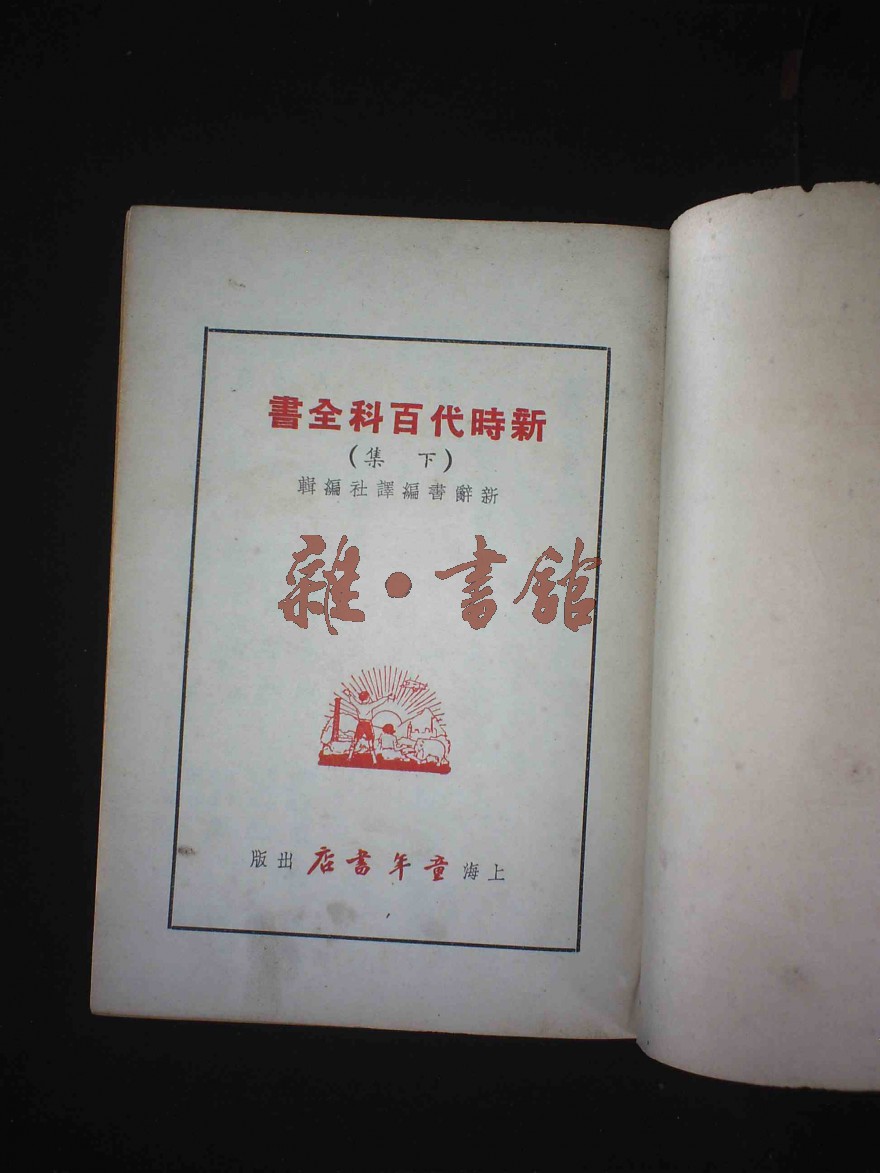 新時代百科全書
(下集)
新辭書編譯社編輯
雜·書館
上海童年書店出版